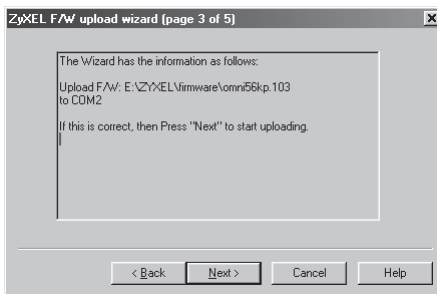 ZyXEL F/W upload wizard (page 3 of 5)
The Wizard has the information as follows:
Upload F/W: E:\ZYXEL\firmware\omni56kp.103
to COM2
If this is correct, then Press "Next" to start uploading.
< Back
Next >
Cancel
Help